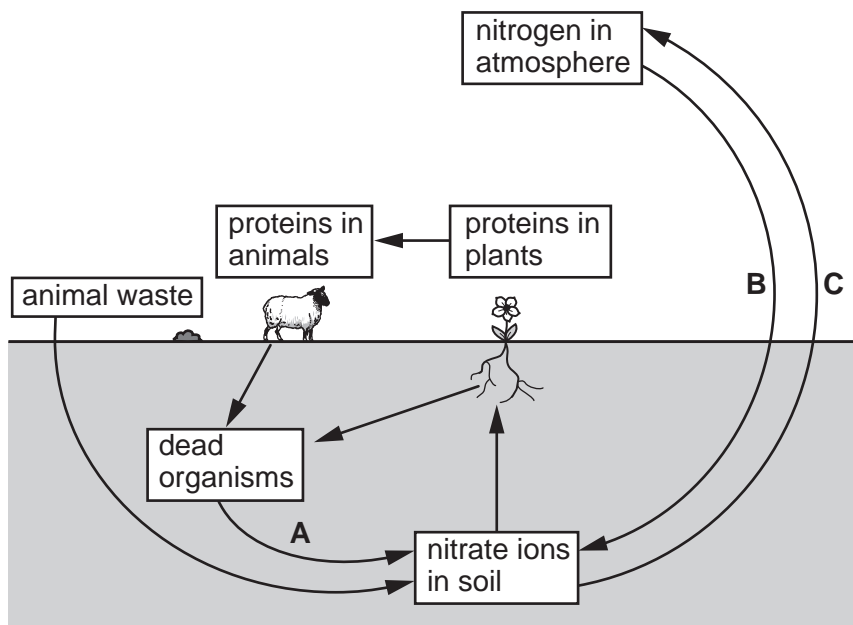 nitrogen in
atmosphere
proteins in
animals
proteins in
plants
animal waste
B
C
dead
organisms
A
nitrate ions
in soil